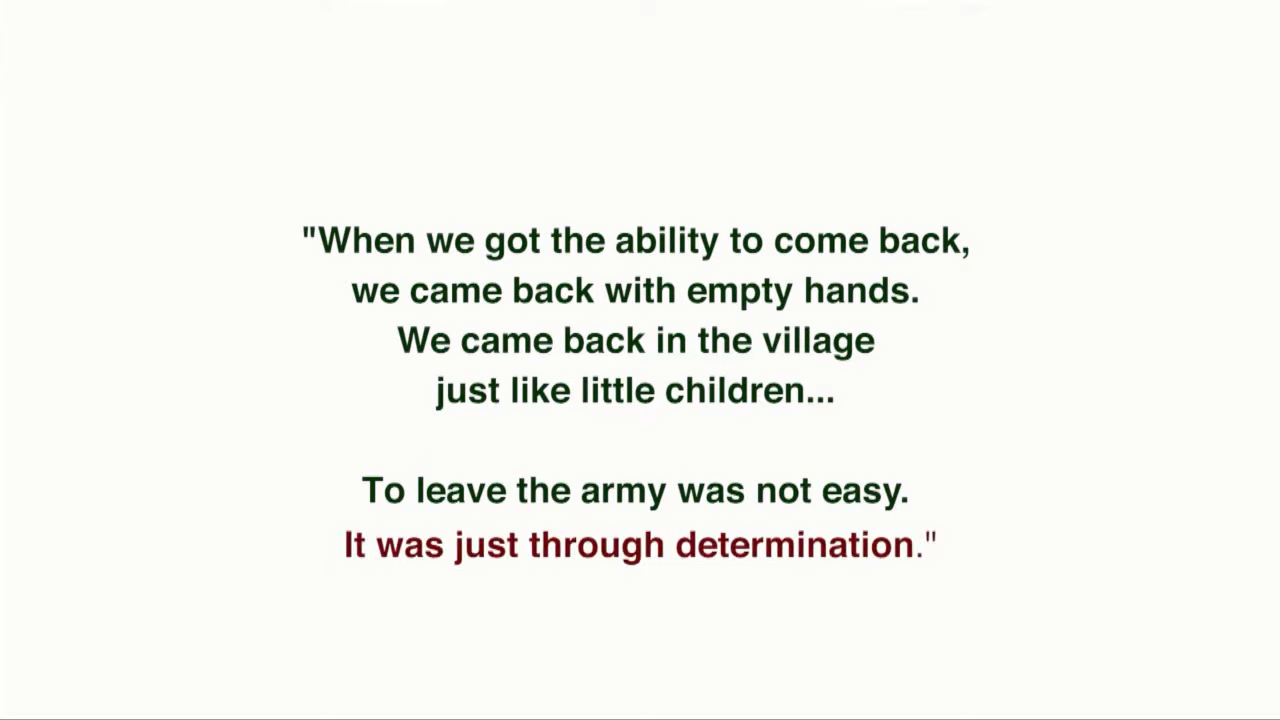 "When we got the ability to come back,
we came back with empty hands.
We came back in the village
just like little children...
To leave the army was not easy.
It was just through determination."